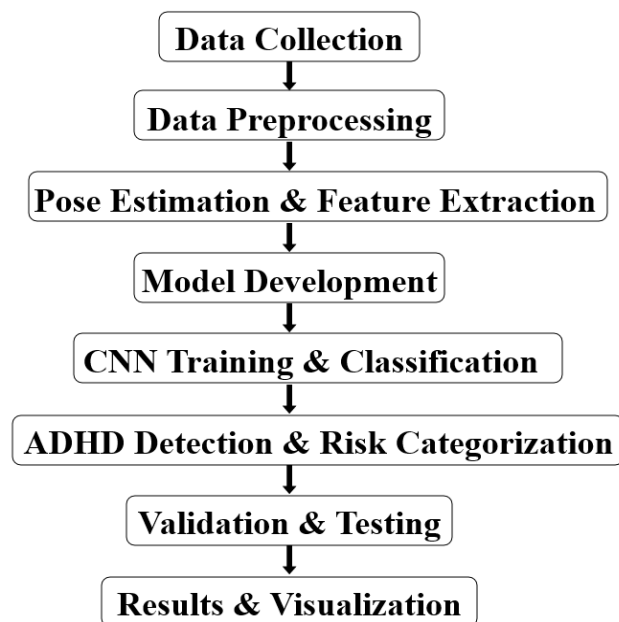 Data Collection
Data Preprocessing
Pose Estimation & Feature Extraction
Model Development
CNN Training & Classification
ADHD Detection & Risk Categorization
Validation & Testing
Results & Visualization